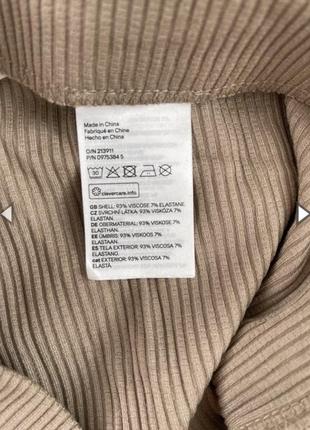 Made in China
Fabriqué en Chine
Hecho en China
O/N 213911
P/N 0975384 5
30
clevercare.info
GB SHELL: 93% VISCOSE 7% ELASTANE.
CZ SVRCHNÍ LÁTKA: 93% VISKÓZA 7%
ELASTAN.
DE OBERMATERIAL: 93% VISKOSE 7%
ELASTHAN.
EE ÜMBRIS: 93% VISKOOS 7%
ELASTAAN.
ES TELA EXTERIOR: 93% VISCOSA 7%
ELASTANO.
cat EXTERIOR: 93% VISCOSA 7%
ELASTÀ.